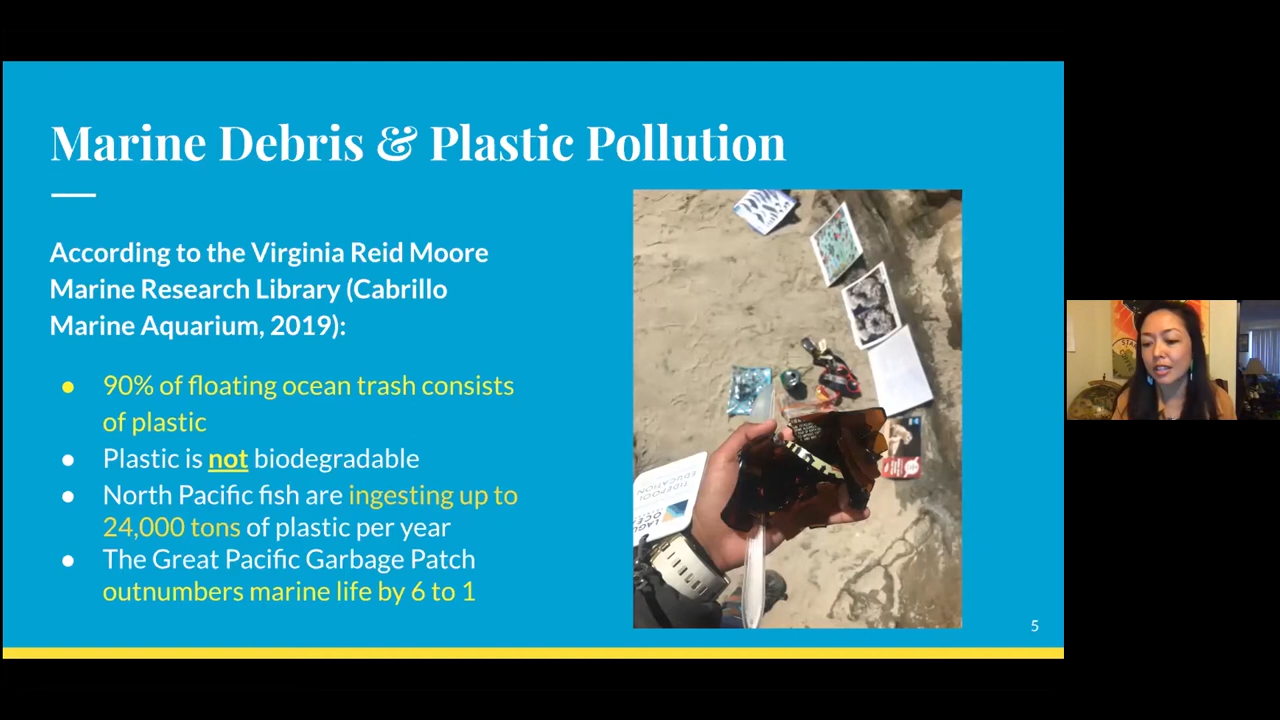 Marine Debris & Plastic Pollution
According to the Virginia Reid Moore
Marine Research Library (Cabrillo
Marine Aquarium, 2019):
● 90% of floating ocean trash consists
of plastic
● Plastic is not biodegradable
● North Pacific fish are ingesting up to
24,000 tons of plastic per year
● The Great Pacific Garbage Patch
outnumbers marine life by 6 to 1
TIDEPOOL
EDUCATION
5